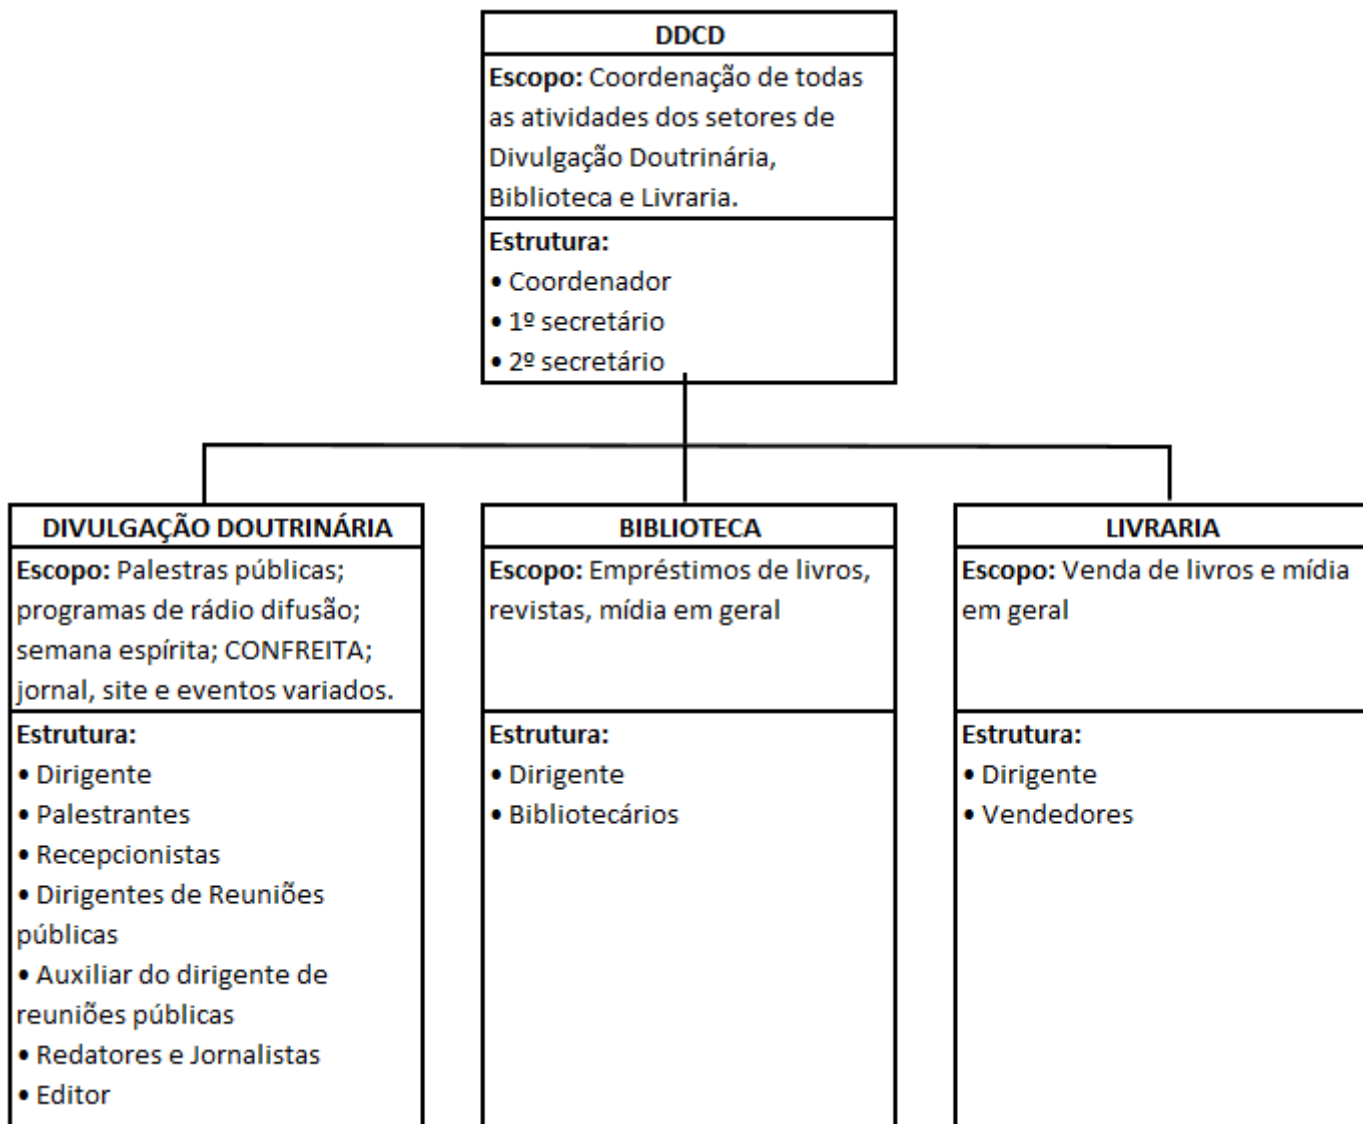 DDCD
Escopo: Coordenação de todas
as atividades dos setores de
Divulgação Doutrinária,
Biblioteca e Livraria.
Estrutura:
• Coordenador
• 1º secretário
• 2º secretário
DIVULGAÇÃO DOUTRINÁRIA
Escopo: Palestras públicas;
programas de rádio difusão;
semana espírita; CONFREITA;
jornal, site e eventos variados.
Estrutura:
• Dirigente
• Palestrantes
• Recepcionistas
• Dirigentes de Reuniões
públicas
• Auxiliar do dirigente de
reuniões públicas
• Redatores e Jornalistas
• Editor
BIBLIOTECA
Escopo: Empréstimos de livros,
revistas, mídia em geral
Estrutura:
• Dirigente
• Bibliotecários
LIVRARIA
Escopo: Venda de livros e mídia
em geral
Estrutura:
• Dirigente
• Vendedores